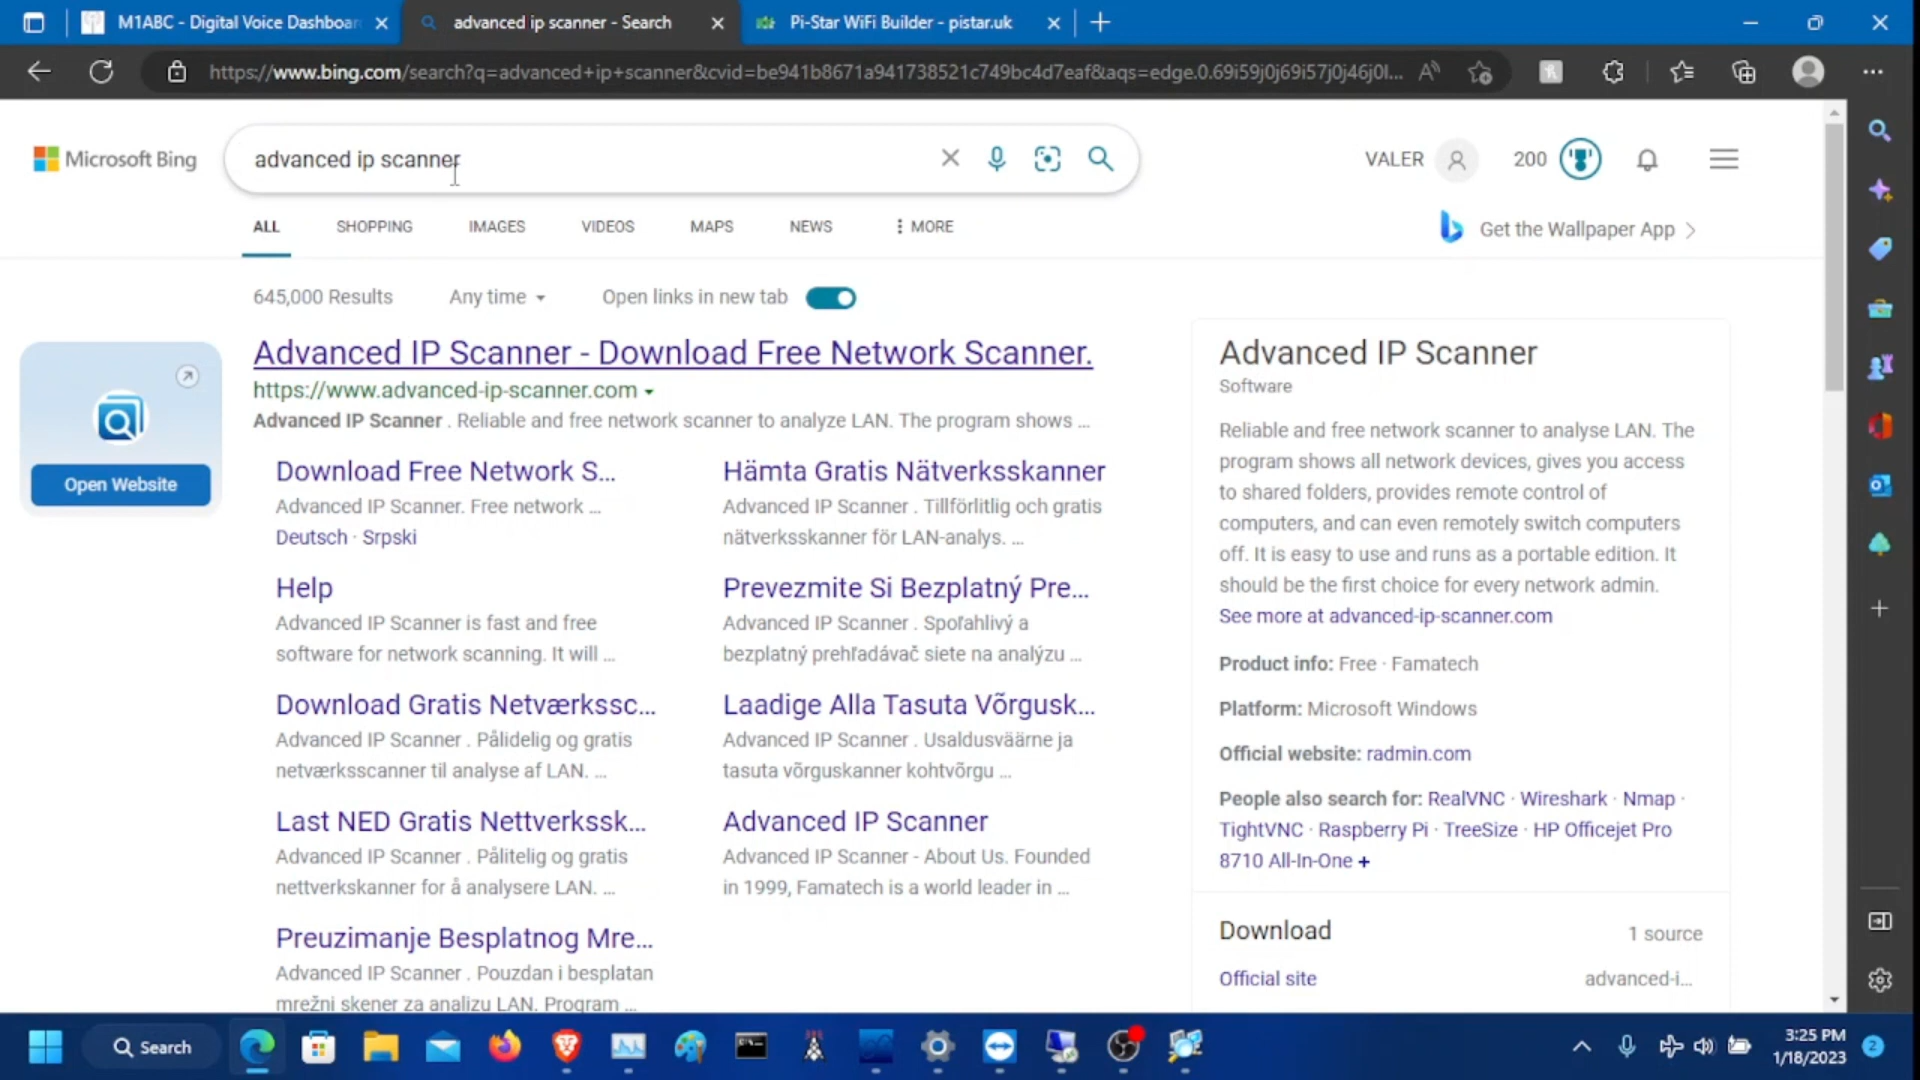 M1ABC - Digital Voice Dashboar
advanced ip scanner - Search
Pi-Star WiFi Builder - pistar.uk
https://www.bing.com/search?q=advanced+ip+scanner&cvid=be941b8671a941738521c749bc4d7eaf&aqs=edge.0.69i59j0j69i57j0j46j0l...
Microsoft Bing
advanced ip scanner
VALER
200
ALL
SHOPPING
IMAGES
VIDEOS
MAPS
NEWS
MORE
Get the Wallpaper App
645,000 Results
Any time
Open links in new tab
Open Website
Advanced IP Scanner - Download Free Network Scanner.
https://www.advanced-ip-scanner.com
Advanced IP Scanner . Reliable and free network scanner to analyze LAN. The program shows ...
Download Free Network S...
Advanced IP Scanner. Free network ...
Deutsch · Srpski
Hämta Gratis Nätverksskanner
Advanced IP Scanner . Tillförlitlig och gratis
nätverksskanner för LAN-analys. ...
Help
Advanced IP Scanner is fast and free
software for network scanning. It will ...
Prevezmite Si Bezplatný Pre...
Advanced IP Scanner . Spoľahlivý a
bezplatný prehľadávač siete na analýzu ...
Download Gratis Netværkssc...
Advanced IP Scanner . Pålidelig og gratis
netværksscanner til analyse af LAN. ...
Laadige Alla Tasuta Võrgusk...
Advanced IP Scanner . Usaldusväärne ja
tasuta võrguskanner kohtvõrgu ...
Last NED Gratis Nettverkssk...
Advanced IP Scanner . Pålitelig og gratis
nettverkskanner for å analysere LAN. ...
Advanced IP Scanner
Advanced IP Scanner - About Us. Founded
in 1999, Famatech is a world leader in ...
Preuzimanje Besplatnog Mre...
Advanced IP Scanner . Pouzdan i besplatan
mrežni skener za analizu LAN. Program ...
Advanced IP Scanner
Software
Reliable and free network scanner to analyse LAN. The
program shows all network devices, gives you access
to shared folders, provides remote control of
computers, and can even remotely switch computers
off. It is easy to use and runs as a portable edition. It
should be the first choice for every network admin.
See more at advanced-ip-scanner.com
Product info: Free · Famatech
Platform: Microsoft Windows
Official website: radmin.com
People also search for: RealVNC · Wireshark · Nmap ·
TightVNC · Raspberry Pi · TreeSize · HP Officejet Pro
8710 All-In-One +
Download
1 source
Official site
advanced-i...
Search
3:25 PM
1/18/2023
2